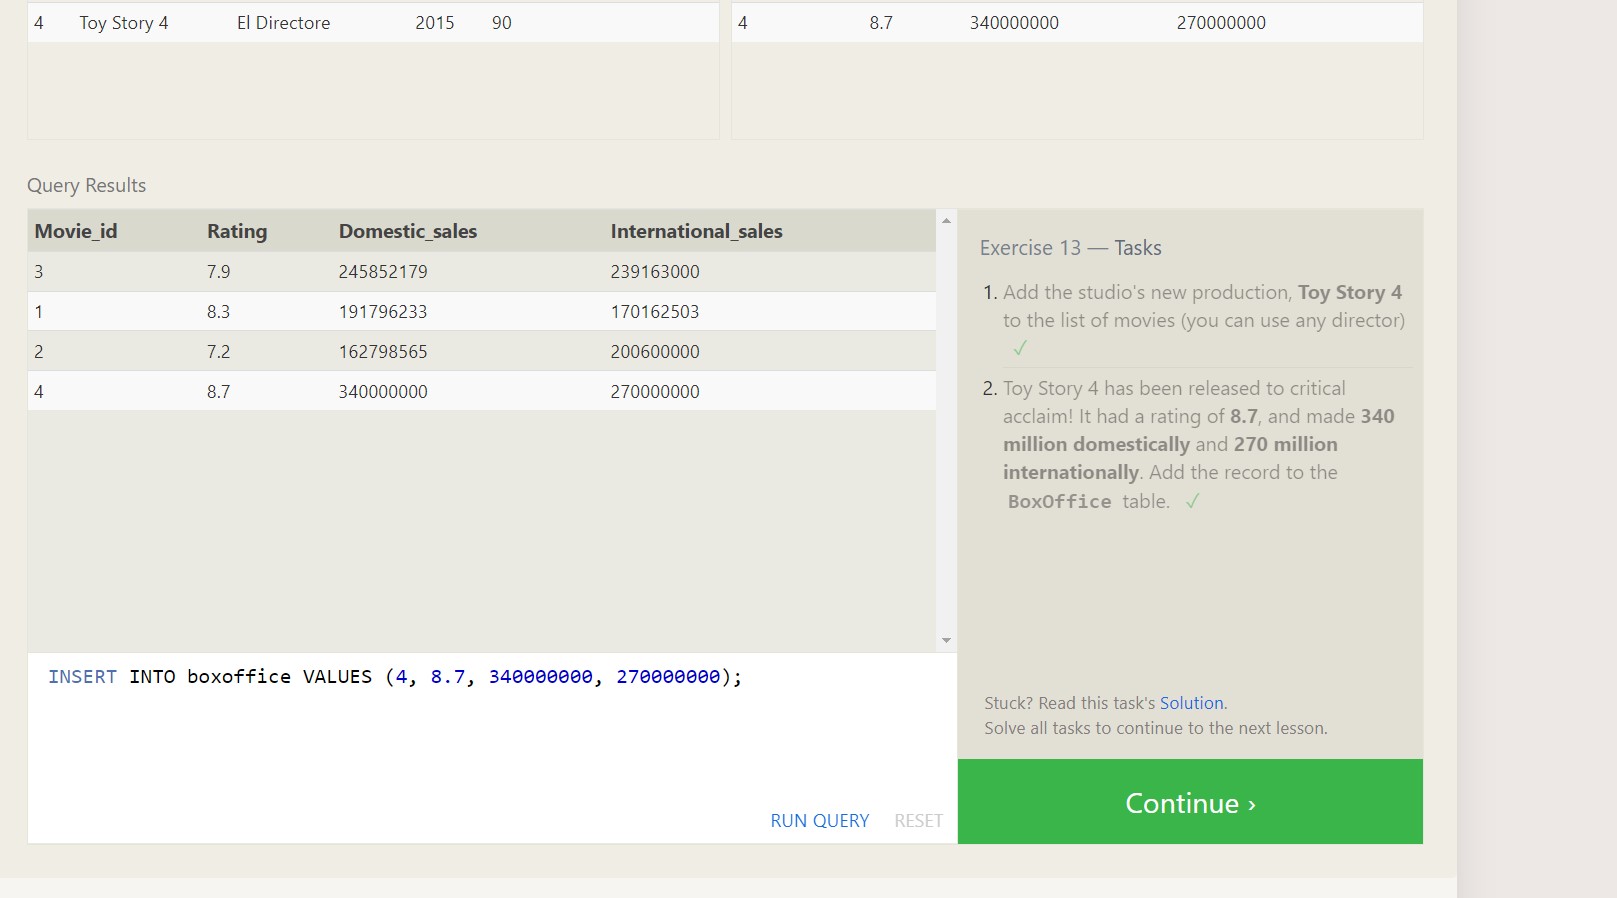 4 Toy Story 4 El Directore 2015 90
4 8.7 340000000 270000000
Query Results
Movie_id Rating Domestic_sales International_sales
3 7.9 245852179 239163000
1 8.3 191796233 170162503
2 7.2 162798565 200600000
4 8.7 340000000 270000000
INSERT INTO boxoffice VALUES (4, 8.7, 340000000, 270000000);
RUN QUERY RESET
Exercise 13 — Tasks
1. Add the studio's new production, Toy Story 4
to the list of movies (you can use any director)
✓
2. Toy Story 4 has been released to critical
acclaim! It had a rating of 8.7, and made 340
million domestically and 270 million
internationally. Add the record to the
BoxOffice table. ✓
Stuck? Read this task's Solution.
Solve all tasks to continue to the next lesson.
Continue ›